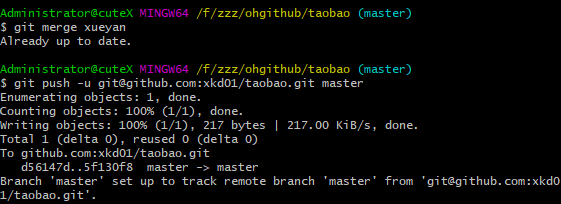 Administrator@cuteX MINGW64 /f/zzz/ohgithub/taobao (master)
$ git merge xueyan
Already up to date.
Administrator@cuteX MINGW64 /f/zzz/ohgithub/taobao (master)
$ git push -u git@github.com:xkd01/taobao.git master
Enumerating objects: 1, done.
Counting objects: 100% (1/1), done.
Writing objects: 100% (1/1), 217 bytes | 217.00 KiB/s, done.
Total 1 (delta 0), reused 0 (delta 0)
To github.com:xkd01/taobao.git
   d56147d..5f130f8  master -> master
Branch 'master' set up to track remote branch 'master' from 'git@github.com:xkd0
1/taobao.git'.